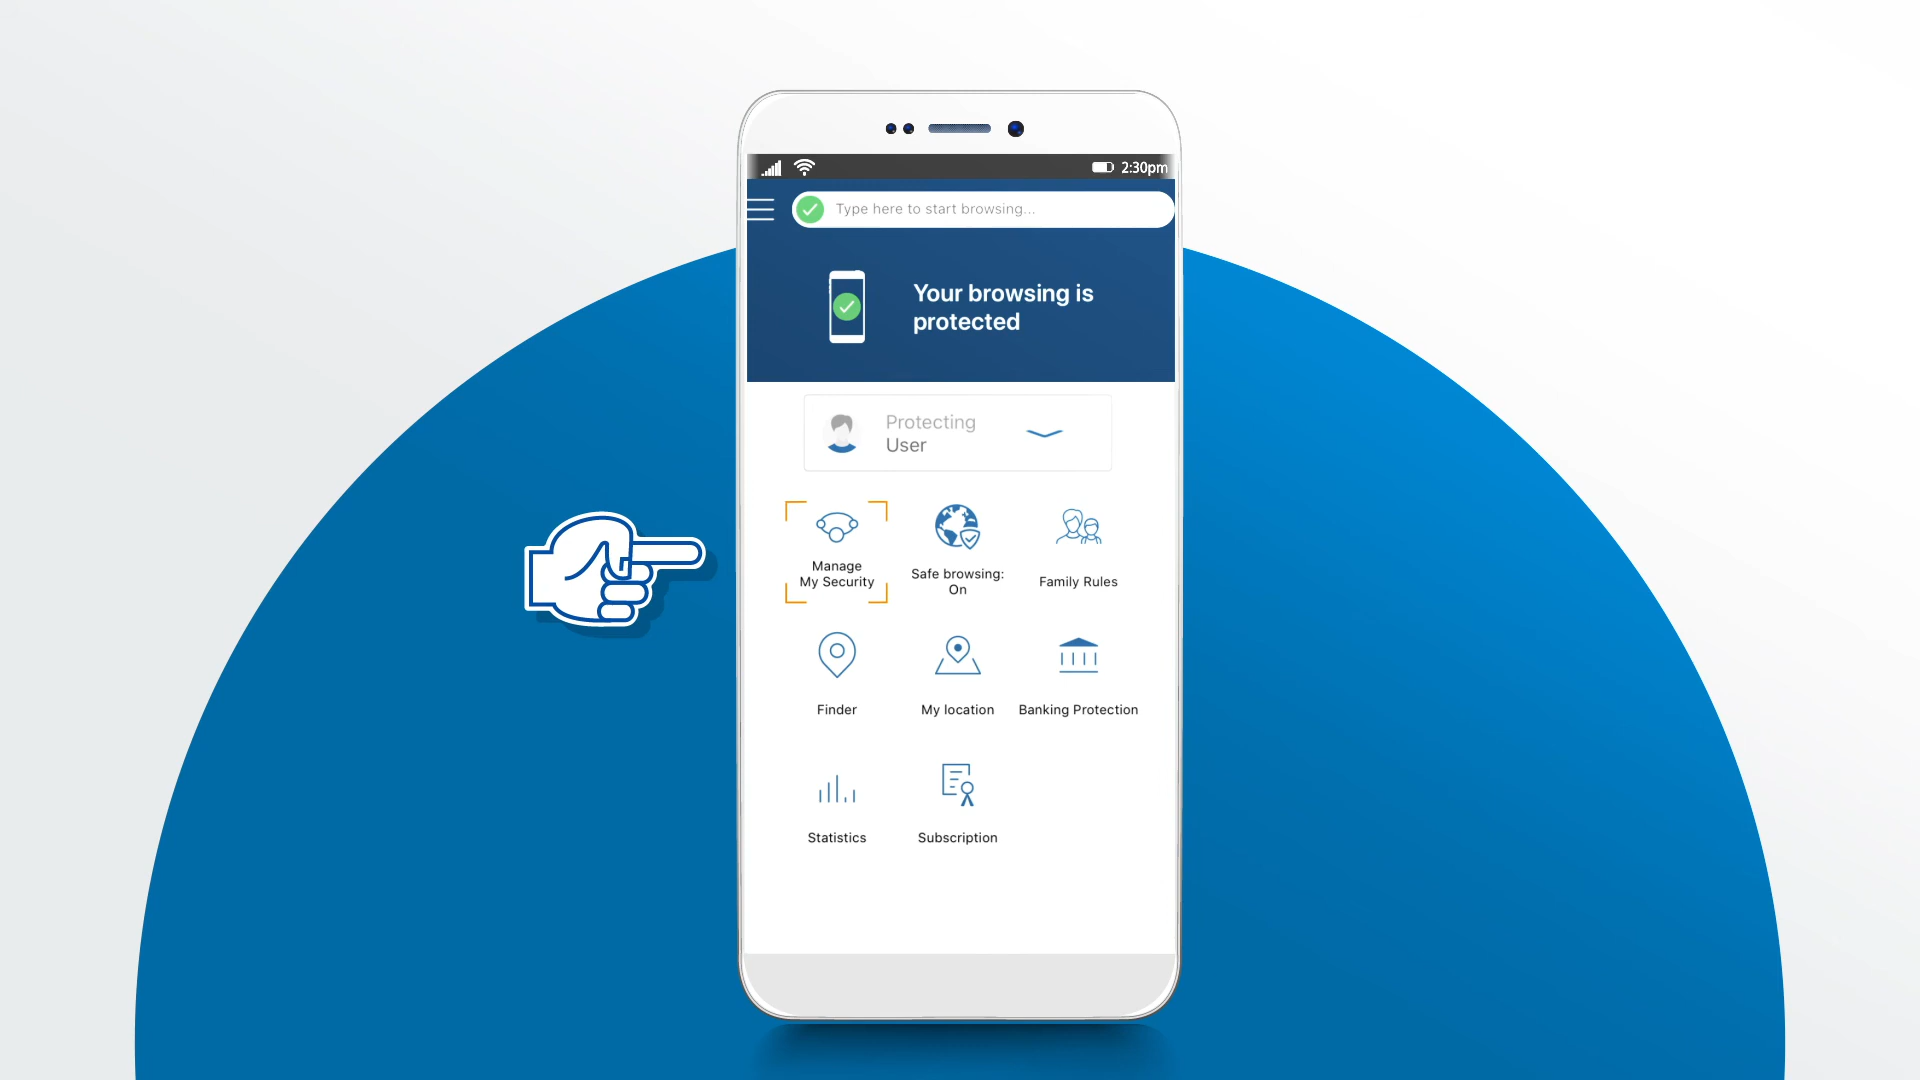 2:30pm
Type here to start browsing...
Your browsing is
protected
Protecting
User
Manage
My Security
Safe browsing:
On
Family Rules
Finder
My location
Banking Protection
Statistics
Subscription